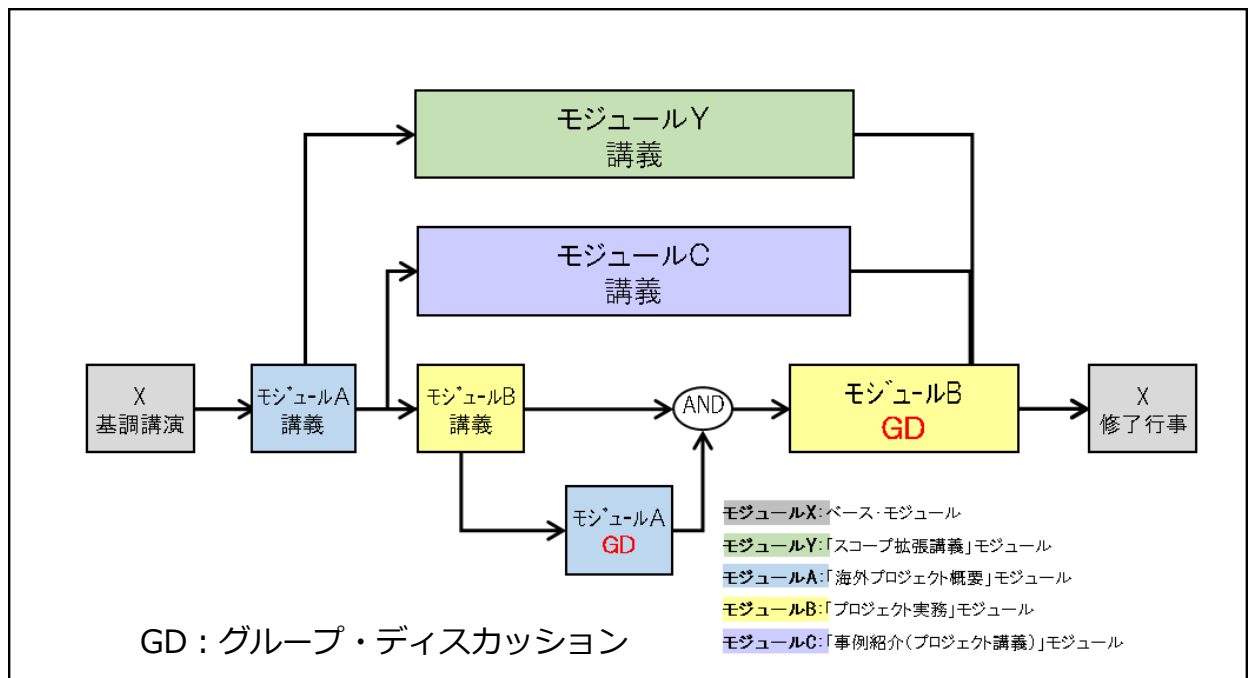 モジュールY
講義
モジュールC
講義
X
基調講演
モジュールA
講義
モジュールB
講義
AND
モジュールB
GD
X
修了行事
モジュールA
GD
モジュールX:ベース・モジュール
モジュールY:「スコープ拡張講義」モジュール
モジュールA:「海外プロジェクト概要」モジュール
モジュールB:「プロジェクト実務」モジュール
モジュールC:「事例紹介(プロジェクト講義)」モジュール
GD:グループ・ディスカッション